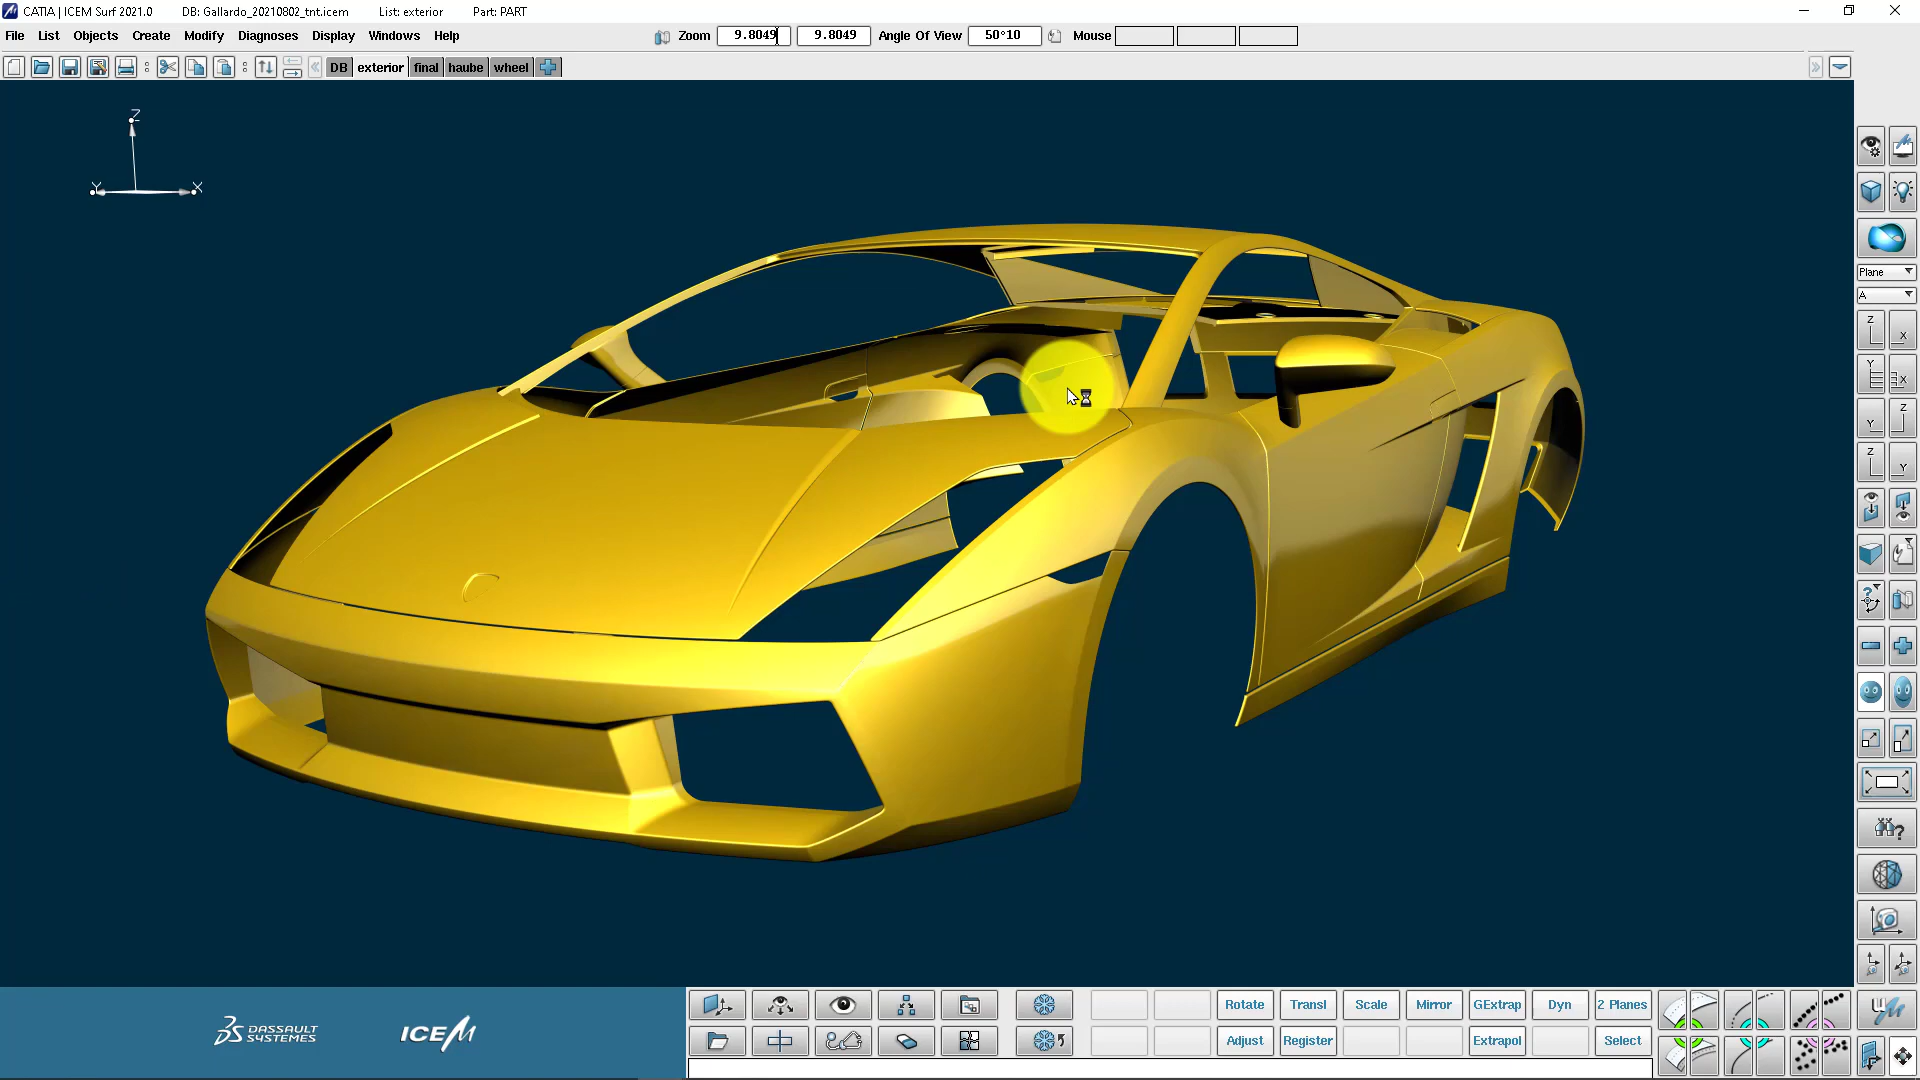 CATIA | ICEM Surf 2021.0 DB: Gallardo_20210802_tnt.icem List: exterior Part: PART
File List Objects Create Modify Diagnoses Display Windows Help Zoom 9.8049 9.8049 Angle Of View 50°10 Mouse
DB exterior final haube wheel
Z
Y X
Plane
A
Z X
Y X
Y Z
Z Y
?
?
Rotate Transl Scale Mirror GExtrap Dyn 2 Planes
DASSAULT SYSTEMES ICEM
Adjust Register Extrapol Select